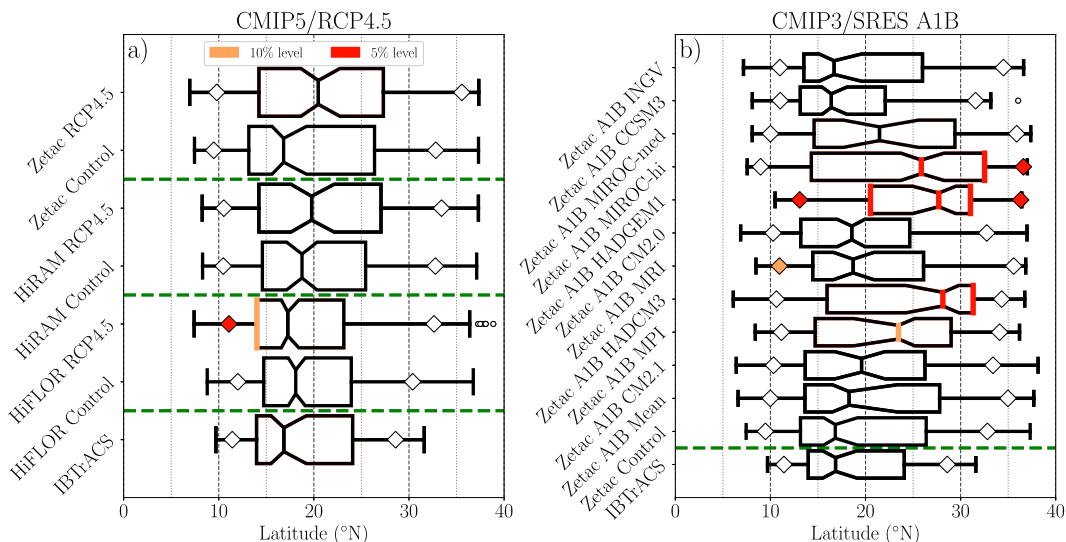 CMIP5/RCP4.5
a)
10% level
5% level
Zetac RCP4.5
Zetac Control
HiRAM RCP4.5
HiRAM Control
HiFLOR RCP4.5
HiFLOR Control
IBTrACS
0
10
20
30
40
Latitude (°N)
CMIP3/SRES A1B
b)
Zetac A1B INGV
Zetac A1B CCSM3
Zetac A1B MIROC-med
Zetac A1B MIROC-hi
Zetac A1B HADGEM1
Zetac A1B CM2.0
Zetac A1B MRI
Zetac A1B HADCM3
Zetac A1B MPI
Zetac A1B CM2.1
Zetac A1B Mean
Zetac Control
IBTrACS
0
10
20
30
40
Latitude (°N)